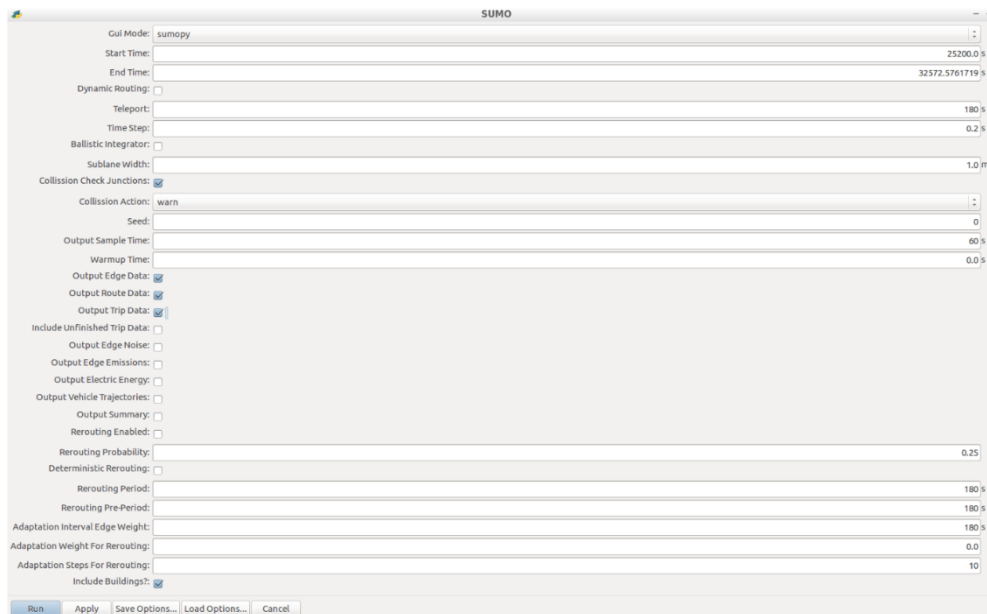 SUMO
Gui Mode: sumopy
Start Time: 25200.0 s
End Time: 32572.5761719 s
Dynamic Routing:
Teleport: 180 s
Time Step: 0.2 s
Ballistic Integrator:
Sublane Width: 1.0 m
Collission Check Junctions:
Collission Action: warn
Seed: 0
Output Sample Time: 60 s
Warmup Time: 0.0 s
Output Edge Data:
Output Route Data:
Output Trip Data:
Include Unfinished Trip Data:
Output Edge Noise:
Output Edge Emissions:
Output Electric Energy:
Output Vehicle Trajectories:
Output Summary:
Rerouting Enabled:
Rerouting Probability: 0.25
Deterministic Rerouting:
Rerouting Period: 180 s
Rerouting Pre-Period: 180 s
Adaptation Interval Edge Weight: 180 s
Adaptation Weight For Rerouting: 0.0
Adaptation Steps For Rerouting: 10
Include Buildings?:
Run Apply Save Options... Load Options... Cancel